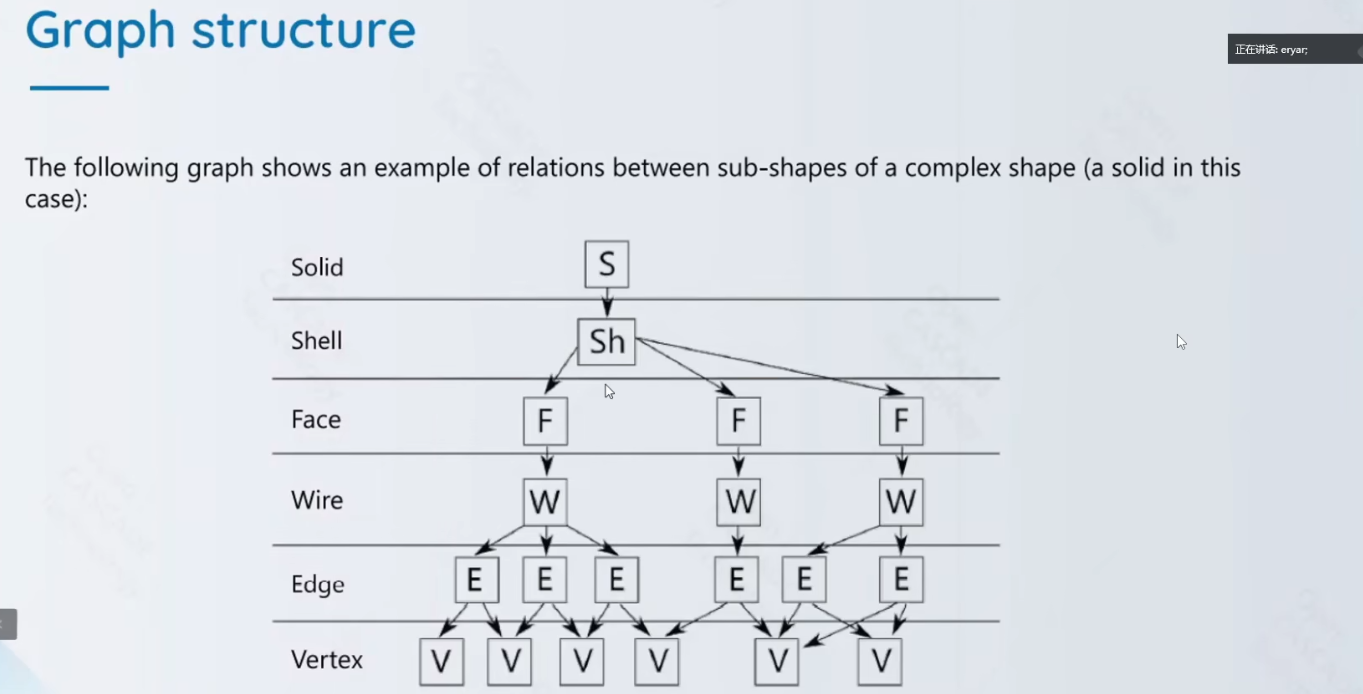 Graph structure
正在讲话: eryar;
The following graph shows an example of relations between sub-shapes of a complex shape (a solid in this
case):
Solid S
Shell Sh
Face F F F
Wire W W W
Edge E E E E E E
Vertex V V V V V V